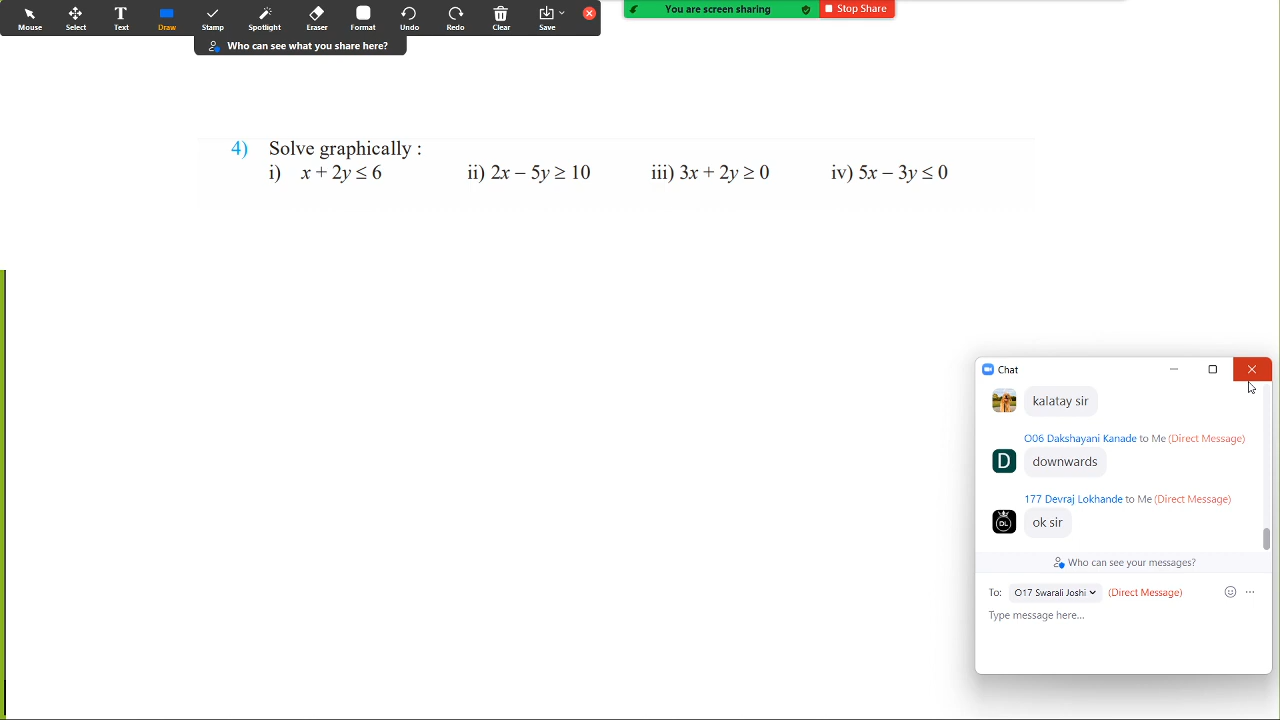 Mouse Select Text Draw Stamp Spotlight Eraser Format Undo Redo Clear Save
You are screen sharing Stop Share
Who can see what you share here?
4) Solve graphically :
i) x + 2y ≤ 6 ii) 2x − 5y ≥ 10 iii) 3x + 2y ≥ 0 iv) 5x − 3y ≤ 0
Chat
kalatay sir
O06 Dakshayani Kanade to Me (Direct Message)
D downwards
177 Devraj Lokhande to Me (Direct Message)
DL ok sir
Who can see your messages?
To: O17 Swarali Joshi (Direct Message)
Type message here...